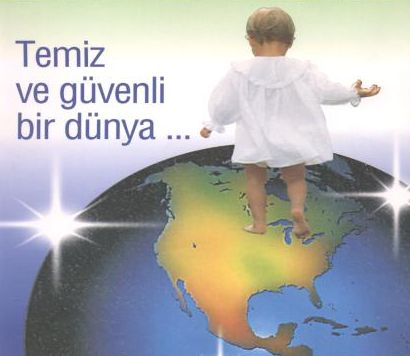 Temiz
ve güvenli
bir dünya ...